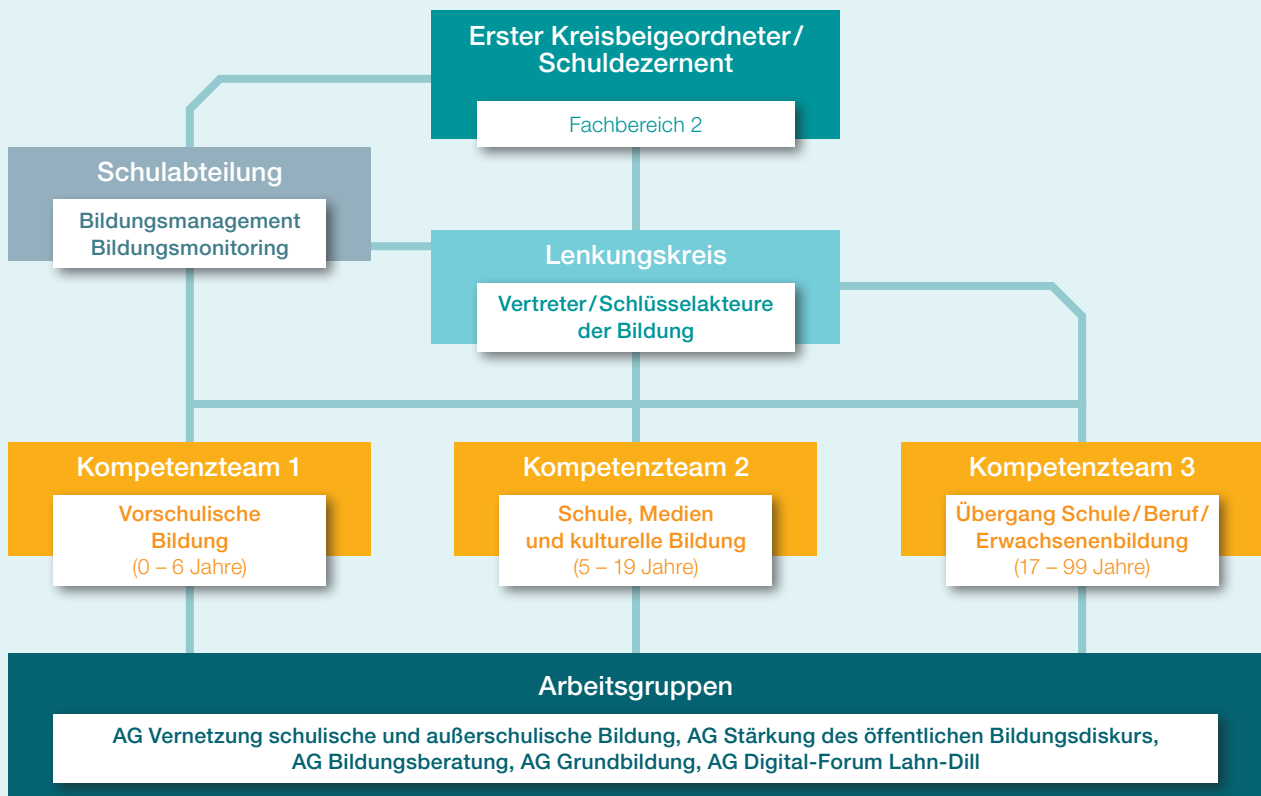 Erster Kreisbeigeordneter/
Schuldezernent
Fachbereich 2
Schulabteilung
Bildungsmanagement
Bildungsmonitoring
Lenkungskreis
Vertreter/Schlüsselakteure
der Bildung
Kompetenzteam 1
Vorschulische
Bildung
(0 – 6 Jahre)
Kompetenzteam 2
Schule, Medien
und kulturelle Bildung
(5 – 19 Jahre)
Kompetenzteam 3
Übergang Schule/Beruf/
Erwachsenenbildung
(17 – 99 Jahre)
Arbeitsgruppen
AG Vernetzung schulische und außerschulische Bildung, AG Stärkung des öffentlichen Bildungsdiskurs,
AG Bildungsberatung, AG Grundbildung, AG Digital-Forum Lahn-Dill